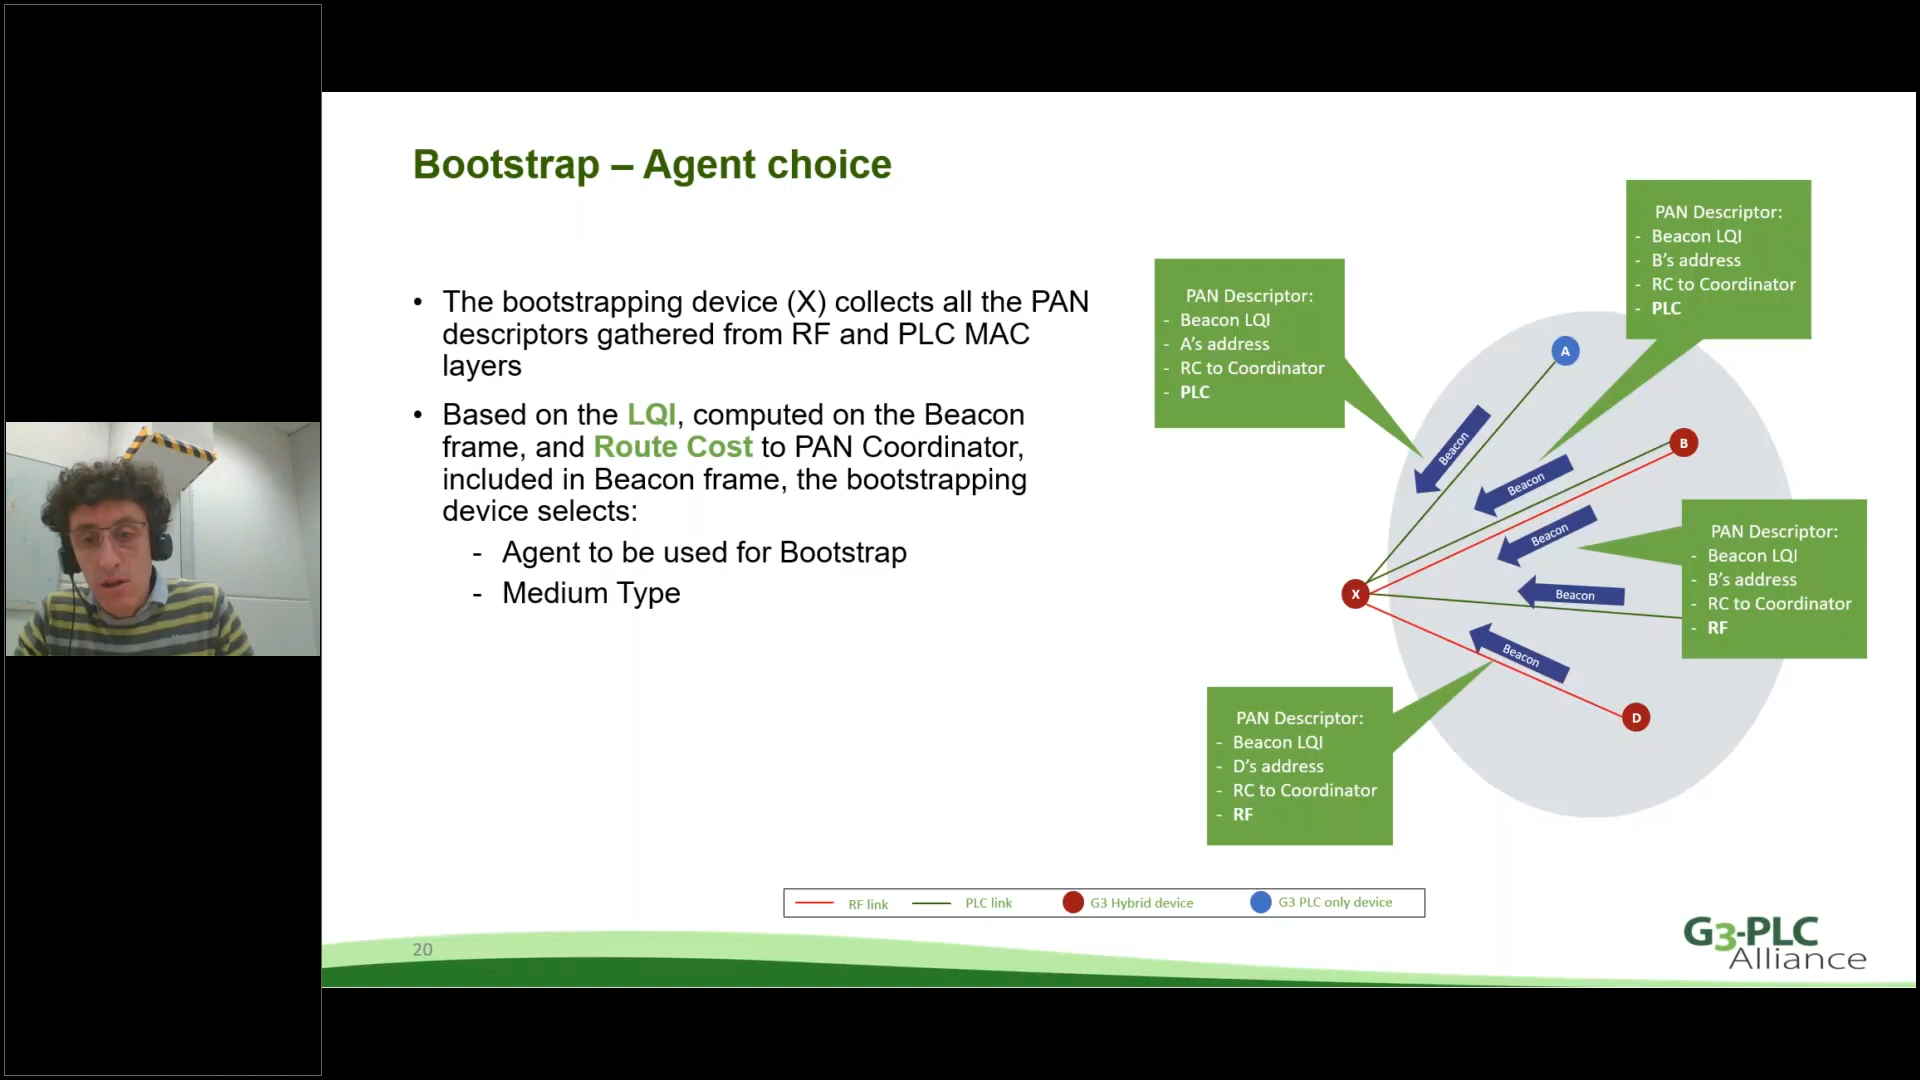 Bootstrap – Agent choice
• The bootstrapping device (X) collects all the PAN
descriptors gathered from RF and PLC MAC
layers
• Based on the LQI, computed on the Beacon
frame, and Route Cost to PAN Coordinator,
included in Beacon frame, the bootstrapping
device selects:
- Agent to be used for Bootstrap
- Medium Type
PAN Descriptor:
- Beacon LQI
- A's address
- RC to Coordinator
- PLC
PAN Descriptor:
- Beacon LQI
- B's address
- RC to Coordinator
- PLC
A
B
Beacon
Beacon
Beacon
Beacon
Beacon
X
D
PAN Descriptor:
- Beacon LQI
- B's address
- RC to Coordinator
- RF
PAN Descriptor:
- Beacon LQI
- D's address
- RC to Coordinator
- RF
RF link
PLC link
G3 Hybrid device
G3 PLC only device
20
G3-PLC
Alliance